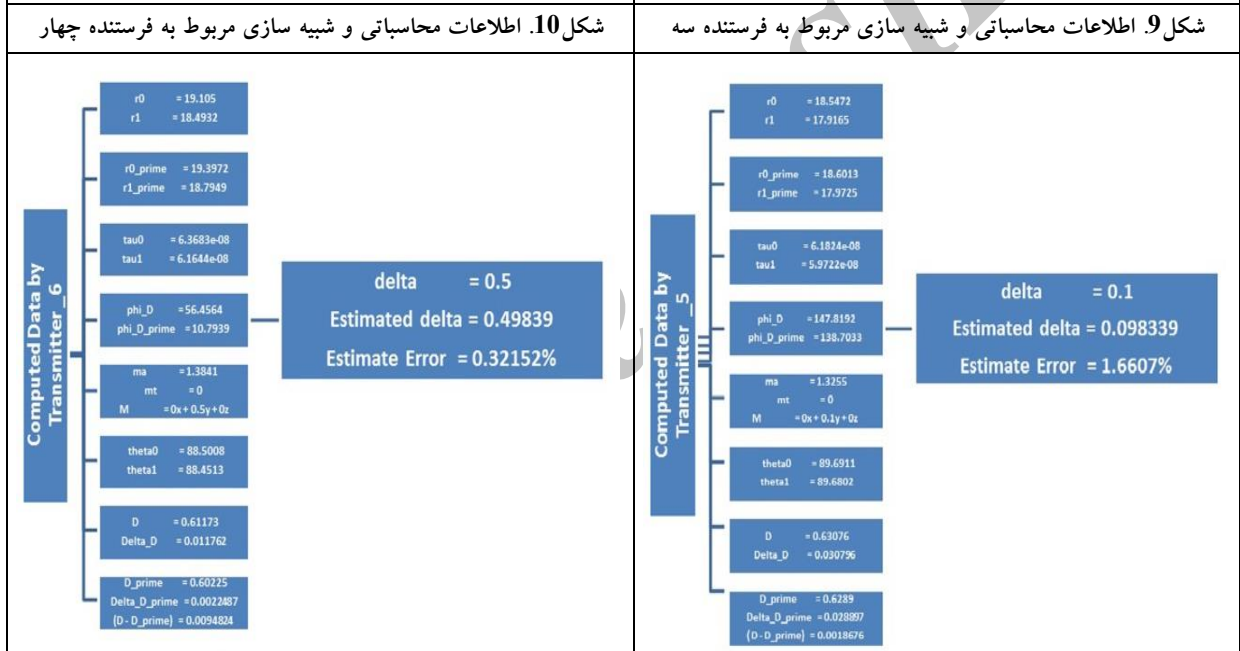 شکل9. اطلاعات محاسباتی و شبیه سازی مربوط به فرستنده سه
شکل10. اطلاعات محاسباتی و شبیه سازی مربوط به فرستنده چهار
Computed Data by
Transmitter _5
r0 = 18.5472
r1 = 17.9165
r0_prime = 18.6013
r1_prime = 17.9725
tau0 = 6.1824e-08
tau1 = 5.9722e-08
phi_D = 147.8192
phi_D_prime = 138.7033
ma = 1.3255
mt = 0
M = 0x + 0.1y + 0z
theta0 = 89.6911
theta1 = 89.6802
D = 0.63076
Delta_D = 0.030796
D_prime = 0.6289
Delta_D_prime = 0.028897
(D - D_prime) = 0.0018676
delta = 0.1
Estimated delta = 0.098339
Estimate Error = 1.6607%
Computed Data by
Transmitter _6
r0 = 19.105
r1 = 18.4932
r0_prime = 19.3972
r1_prime = 18.7949
tau0 = 6.3683e-08
tau1 = 6.1644e-08
phi_D = 56.4564
phi_D_prime = 10.7939
ma = 1.3841
mt = 0
M = 0x + 0.5y + 0z
theta0 = 88.5008
theta1 = 88.4513
D = 0.61173
Delta_D = 0.011762
D_prime = 0.60225
Delta_D_prime = 0.0022487
(D - D_prime) = 0.0094824
delta = 0.5
Estimated delta = 0.49839
Estimate Error = 0.32152%